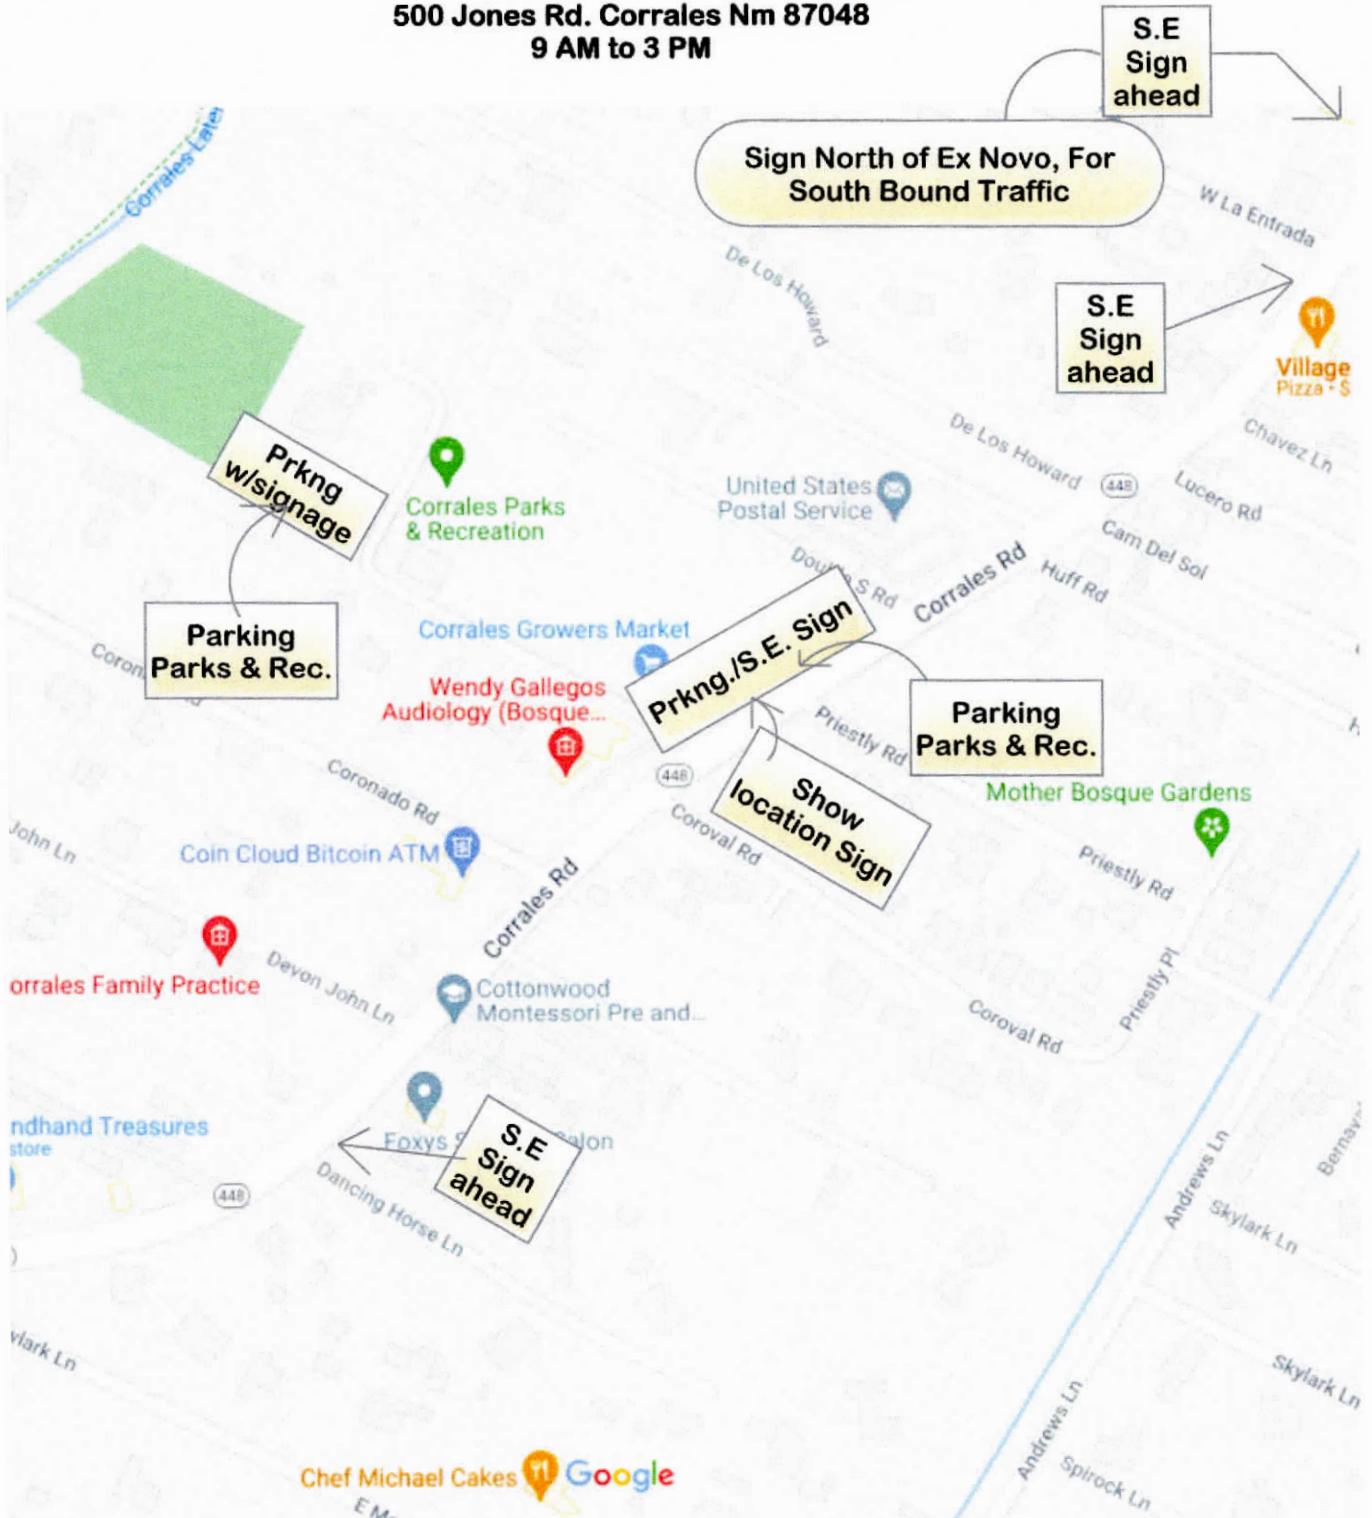 500 Jones Rd. Corrales Nm 87048
9 AM to 3 PM
S.E
Sign
ahead
Sign North of Ex Novo, For
South Bound Traffic
Corrales Later
W La Entrada
De Los Howard
S.E
Sign
ahead
Village
Pizza · $
Chavez Ln
De Los Howard
448
Lucero Rd
Cam Del Sol
Prkng
w/signage
Corrales Parks
& Recreation
United States
Postal Service
Corrales Rd
Huff Rd
S Rd
Parking
Parks & Rec.
Corrales Growers Market
Prkng./S.E. Sign
Wendy Gallegos
Audiology (Bosque...
Parking
Parks & Rec.
Priestly Rd
448
Show
location Sign
Mother Bosque Gardens
Coronado Rd
Coroval Rd
John Ln
Coin Cloud Bitcoin ATM
Priestly Rd
Corrales Rd
orrales Family Practice
Devon John Ln
Cottonwood
Montessori Pre and...
Priestly Pl
Coroval Rd
Foxys
ndhand Treasures
store
S.E
Sign
ahead
448
Dancing Horse Ln
Andrews Ln
Skylark Ln
ylark Ln
Skylark Ln
Andrews Ln
Spirock Ln
Chef Michael Cakes
Google